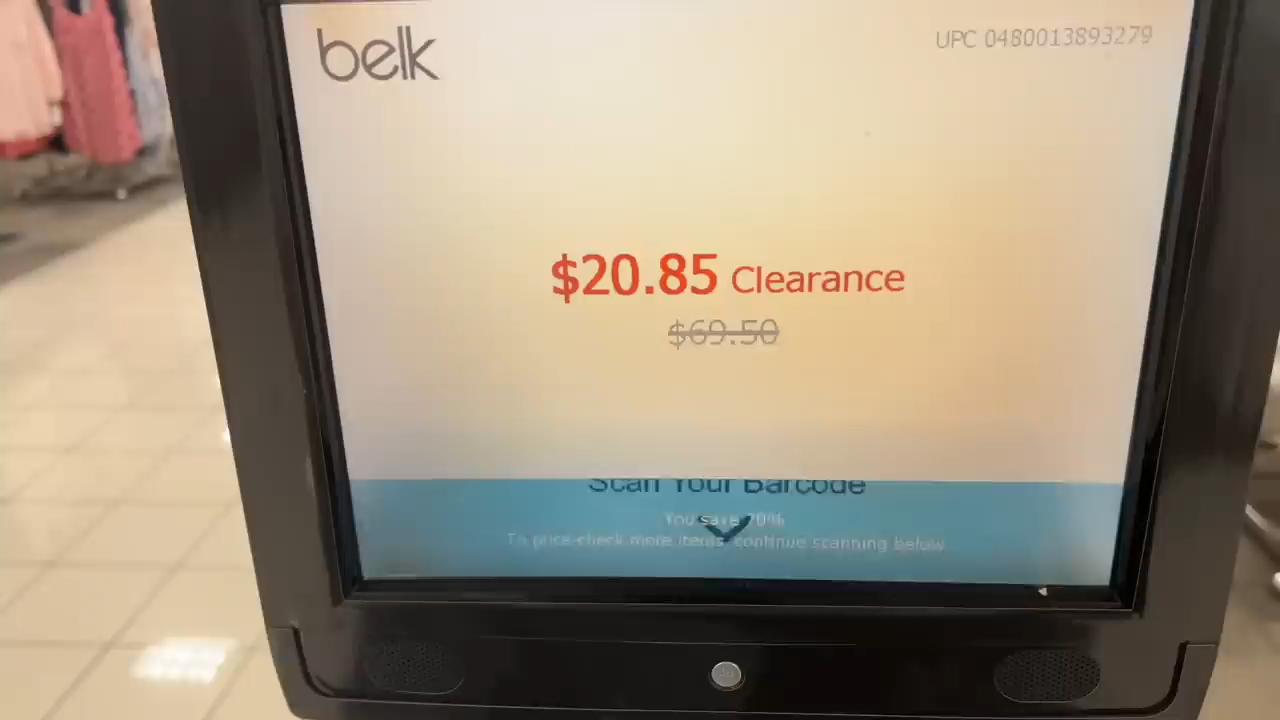 belk
UPC 0480013893279
$20.85 Clearance
$69.50
Scan Your Barcode
You save 70%
To price-check more items, continue scanning below